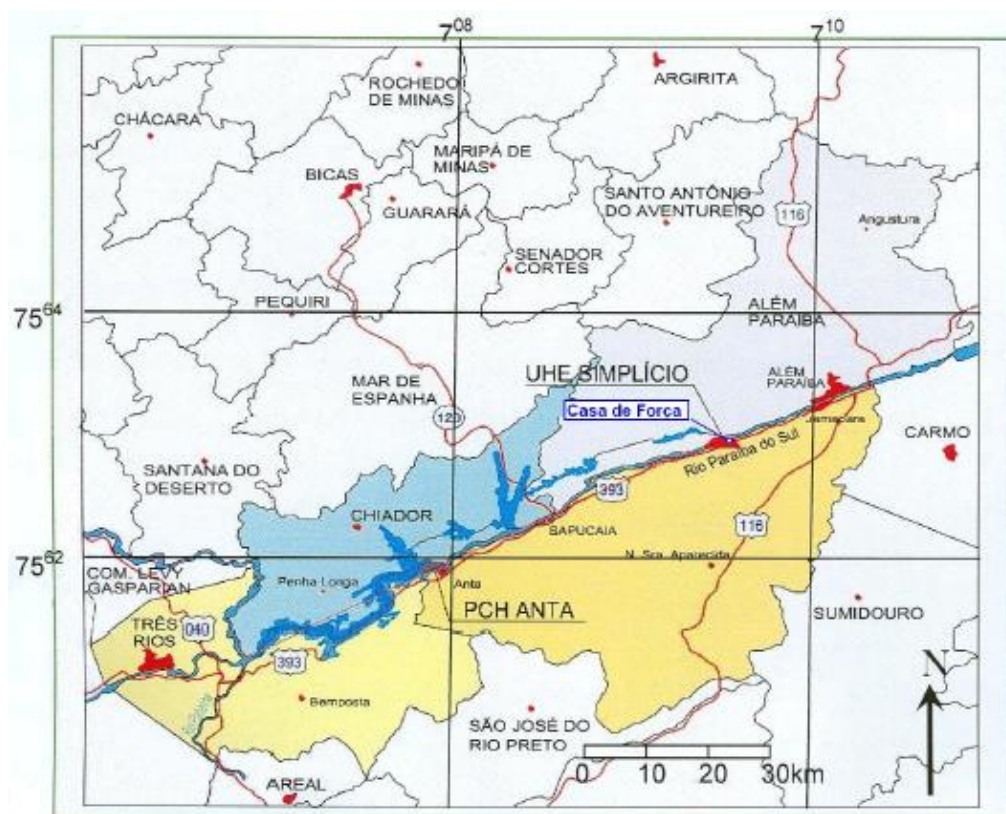 7⁰⁸
7¹⁰
ROCHEDO
DE MINAS
ARGIRITA
CHÁCARA
MARIPÁ DE
MINAS
BICAS
SANTO ANTÔNIO
DO AVENTUREIRO
GUARARÁ
116
Angustura
SENADOR
CORTES
PEQUIRI
75⁶⁴
ALÉM
PARAÍBA
UHE SIMPLÍCIO
MAR DE
ESPANHA
ALÉM
PARAÍBA
Casa de Força
120
Jamapara
CARMO
SANTANA DO
DESERTO
Rio Paraíba do Sul
393
CHIADOR
SAPUCAIA
116
75⁶²
COM. LEVY
GASPARIAN
Penha Longa
Anta
N. Sra. Aparecida
PCH ANTA
SUMIDOURO
TRÊS
RIOS
040
393
N
Bemposta
SÃO JOSÉ DO
RIO PRETO
AREAL
0 10 20 30km